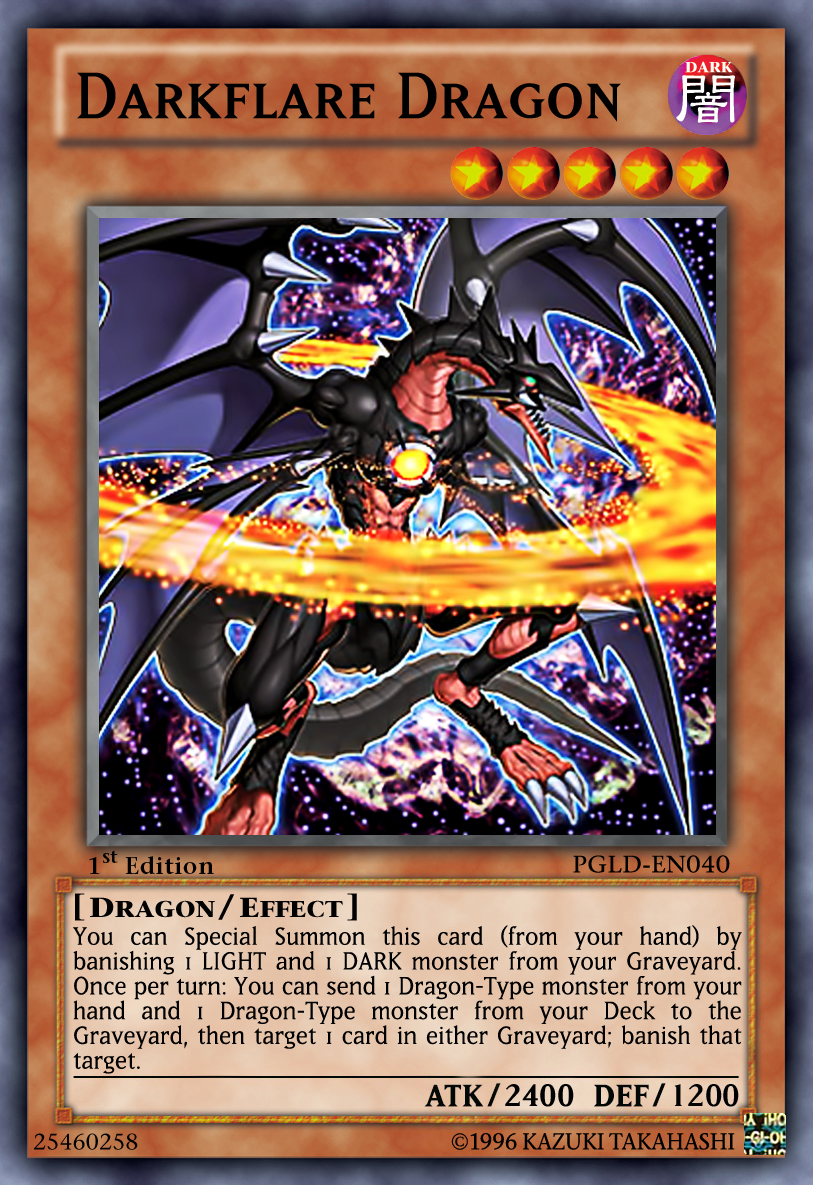 Darkflare Dragon
DARK
闇
1st Edition
PGLD-EN040
[Dragon/Effect]
You can Special Summon this card (from your hand) by
banishing 1 LIGHT and 1 DARK monster from your Graveyard.
Once per turn: You can send 1 Dragon-Type monster from your
hand and 1 Dragon-Type monster from your Deck to the
Graveyard, then target 1 card in either Graveyard; banish that
target.
ATK/2400 DEF/1200
25460258
©1996 KAZUKI TAKAHASHI